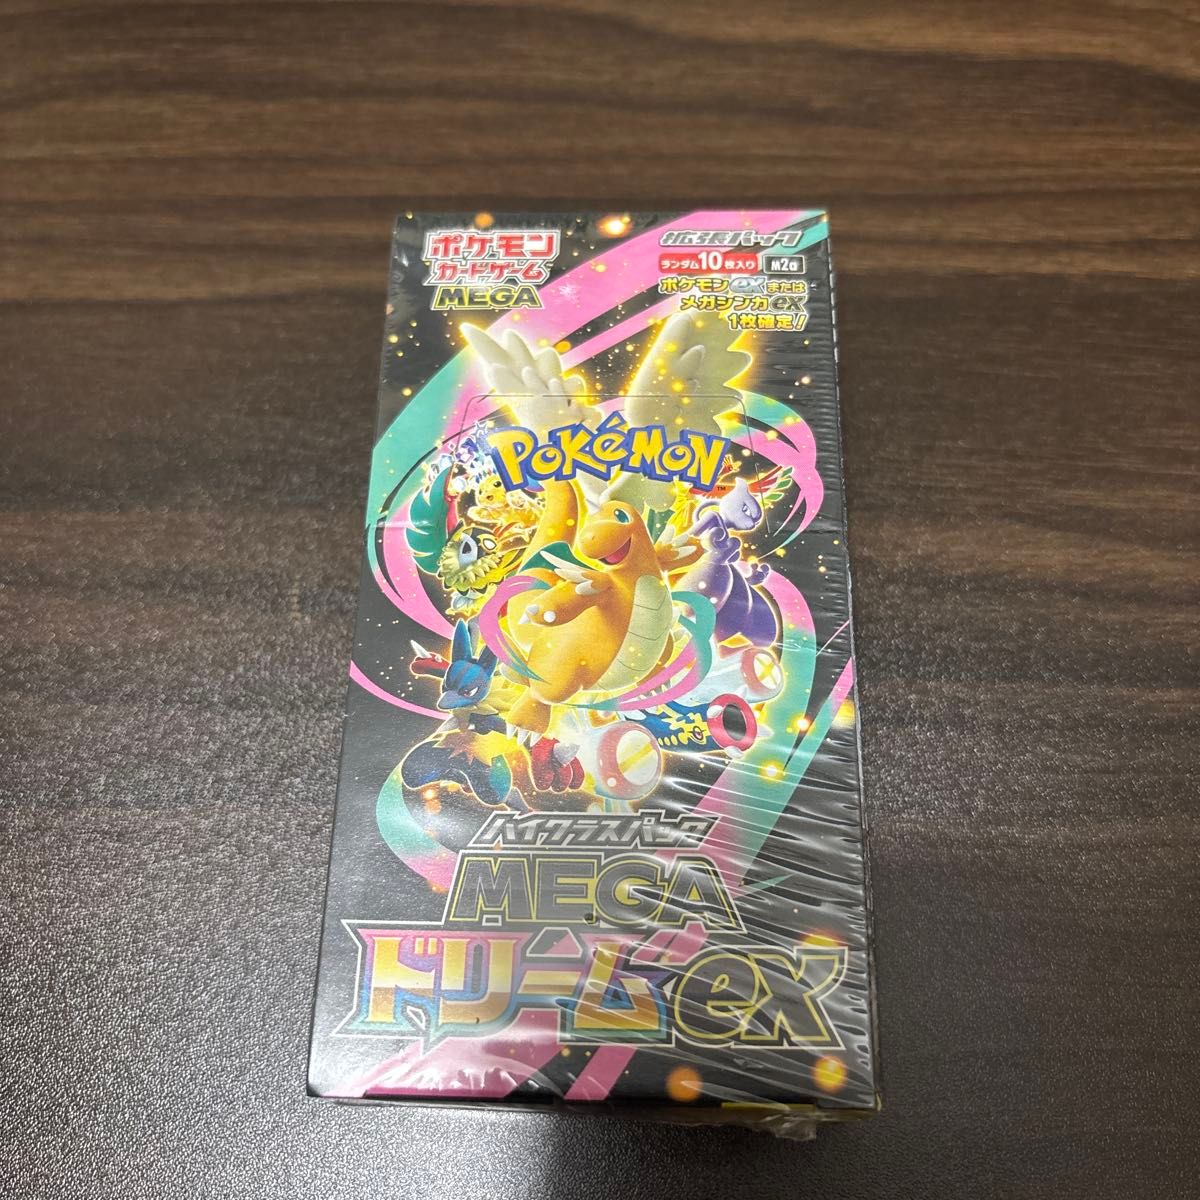 ポケモン
カードゲーム
MEGA
拡張パック
ランダム10枚入り M2a
ポケモンexまたは
メガシンカex
1枚確定!
POKéMON
TM
ハイクラスパック
MEGA
ドリームex